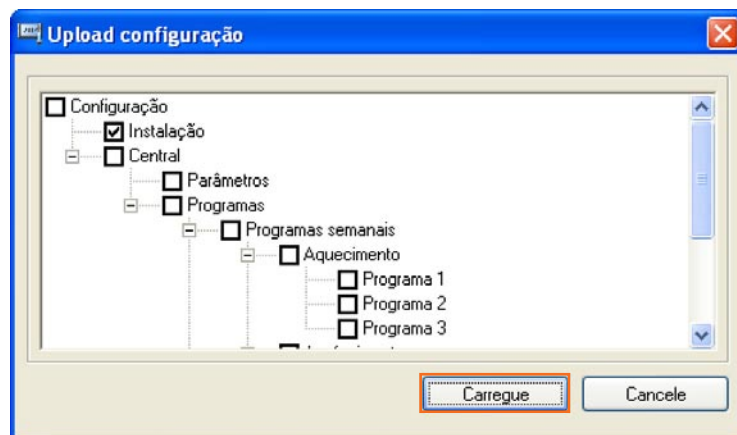 Upload configuração
Configuração
Instalação
Central
Parâmetros
Programas
Programas semanais
Aquecimento
Programa 1
Programa 2
Programa 3
Carregue
Cancele